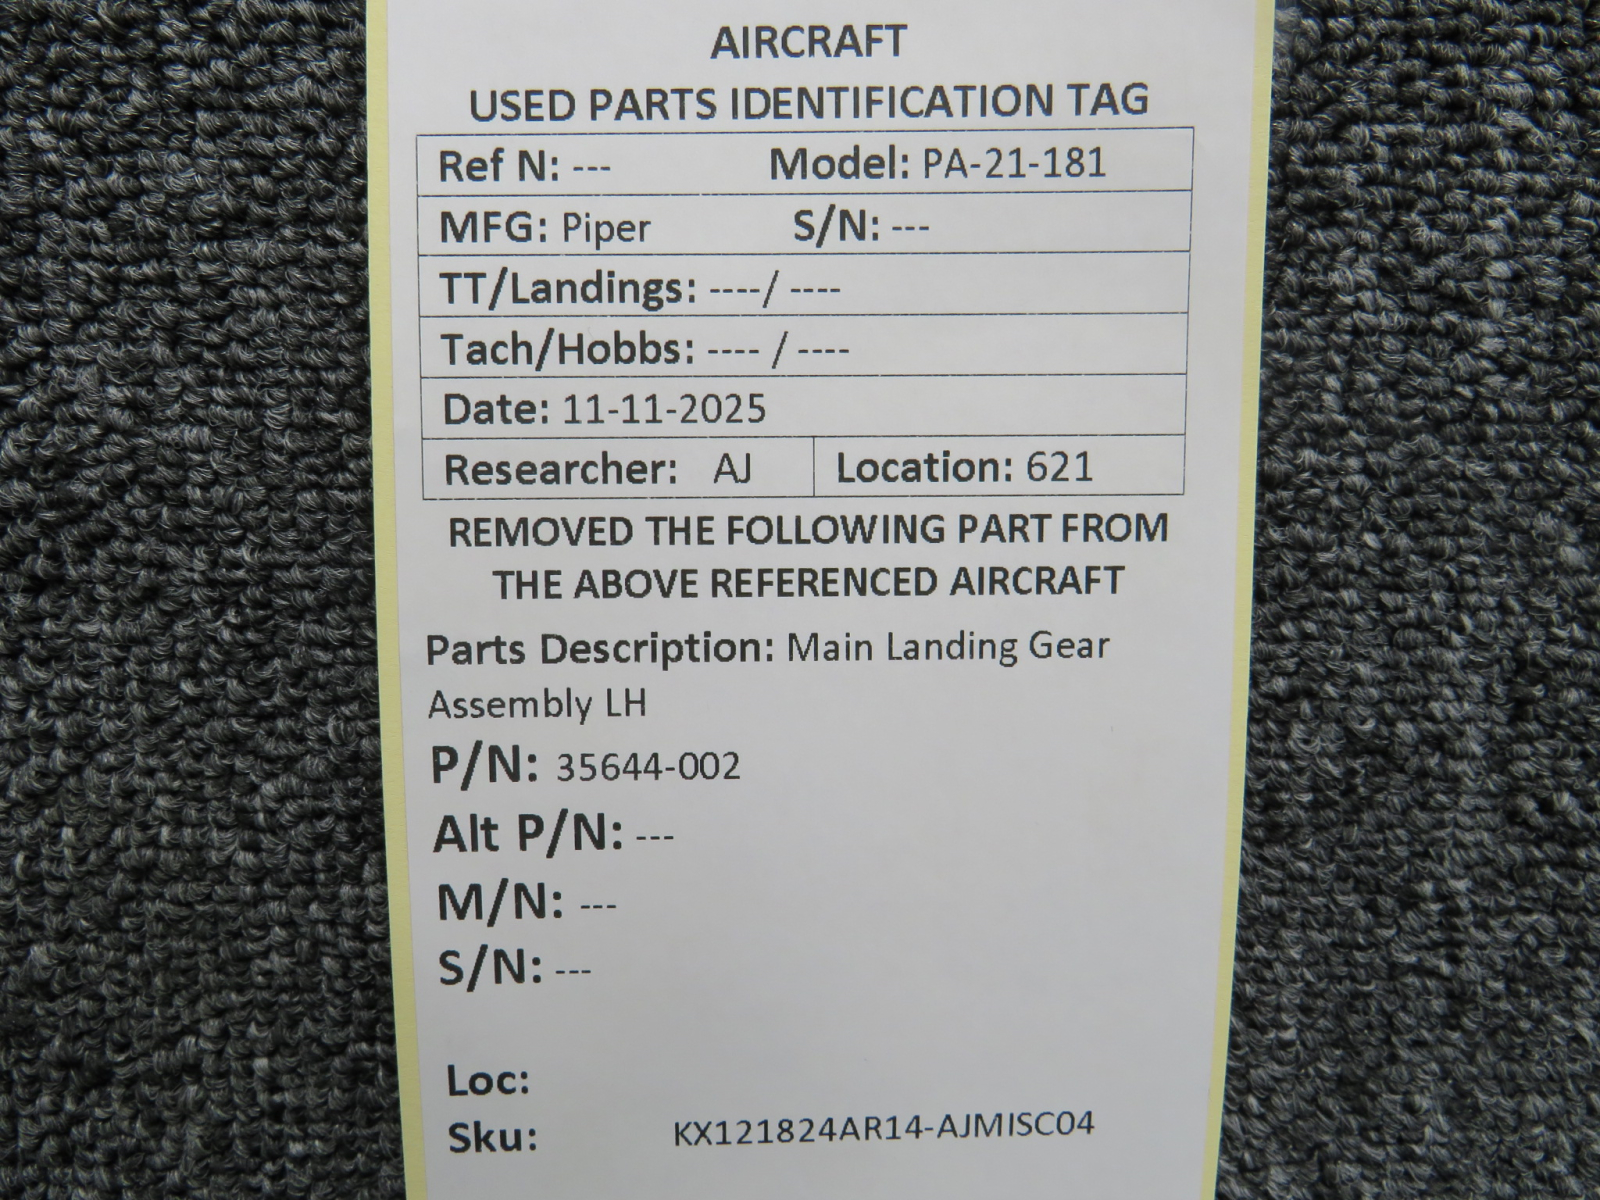 AIRCRAFT
USED PARTS IDENTIFICATION TAG
Ref N: --- Model: PA-21-181
MFG: Piper S/N: ---
TT/Landings: ----/ ----
Tach/Hobbs: ---- / ----
Date: 11-11-2025
Researcher: AJ Location: 621
REMOVED THE FOLLOWING PART FROM
THE ABOVE REFERENCED AIRCRAFT
Parts Description: Main Landing Gear
Assembly LH
P/N: 35644-002
Alt P/N: ---
M/N: ---
S/N: ---
Loc:
Sku: KX121824AR14-AJMISC04